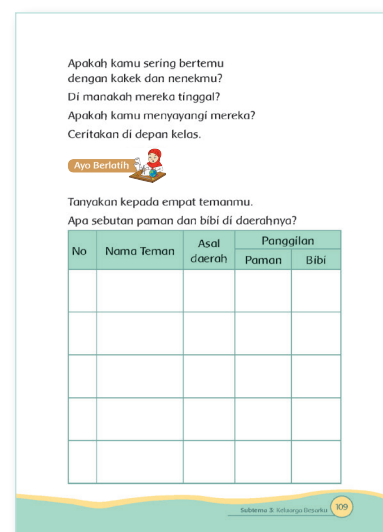 Apakah kamu sering bertemu
dengan kakek dan nenekmu?
Di manakah mereka tinggal?
Apakah kamu menyayangi mereka?
Ceritakan di depan kelas.
Ayo Berlatih
Tanyakan kepada empat temanmu.
Apa sebutan paman dan bibi di daerahnya?
No
Nama Teman
Asal
daerah
Panggilan
Paman
Bibi
Subtema 3: Keluarga Besarku
109